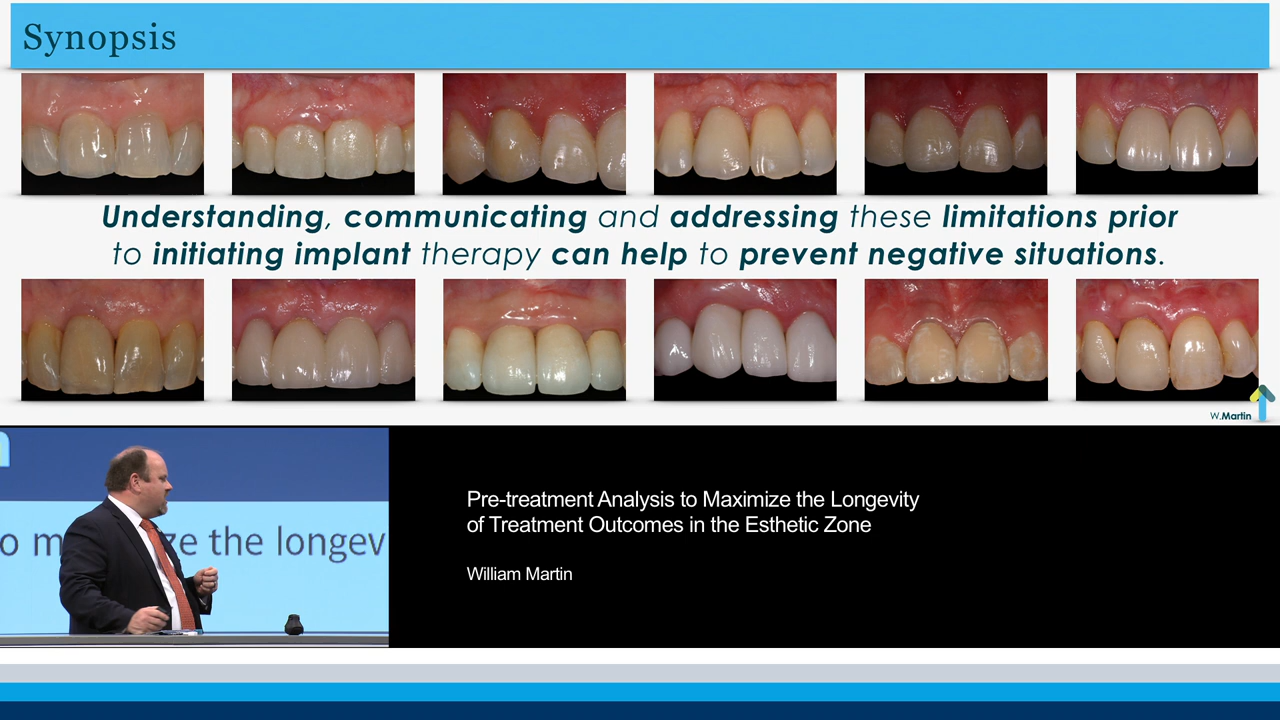 Synopsis
Understanding, communicating and addressing these limitations prior
to initiating implant therapy can help to prevent negative situations.
W.Martin
o m ze the longev
Pre-treatment Analysis to Maximize the Longevity
of Treatment Outcomes in the Esthetic Zone
William Martin